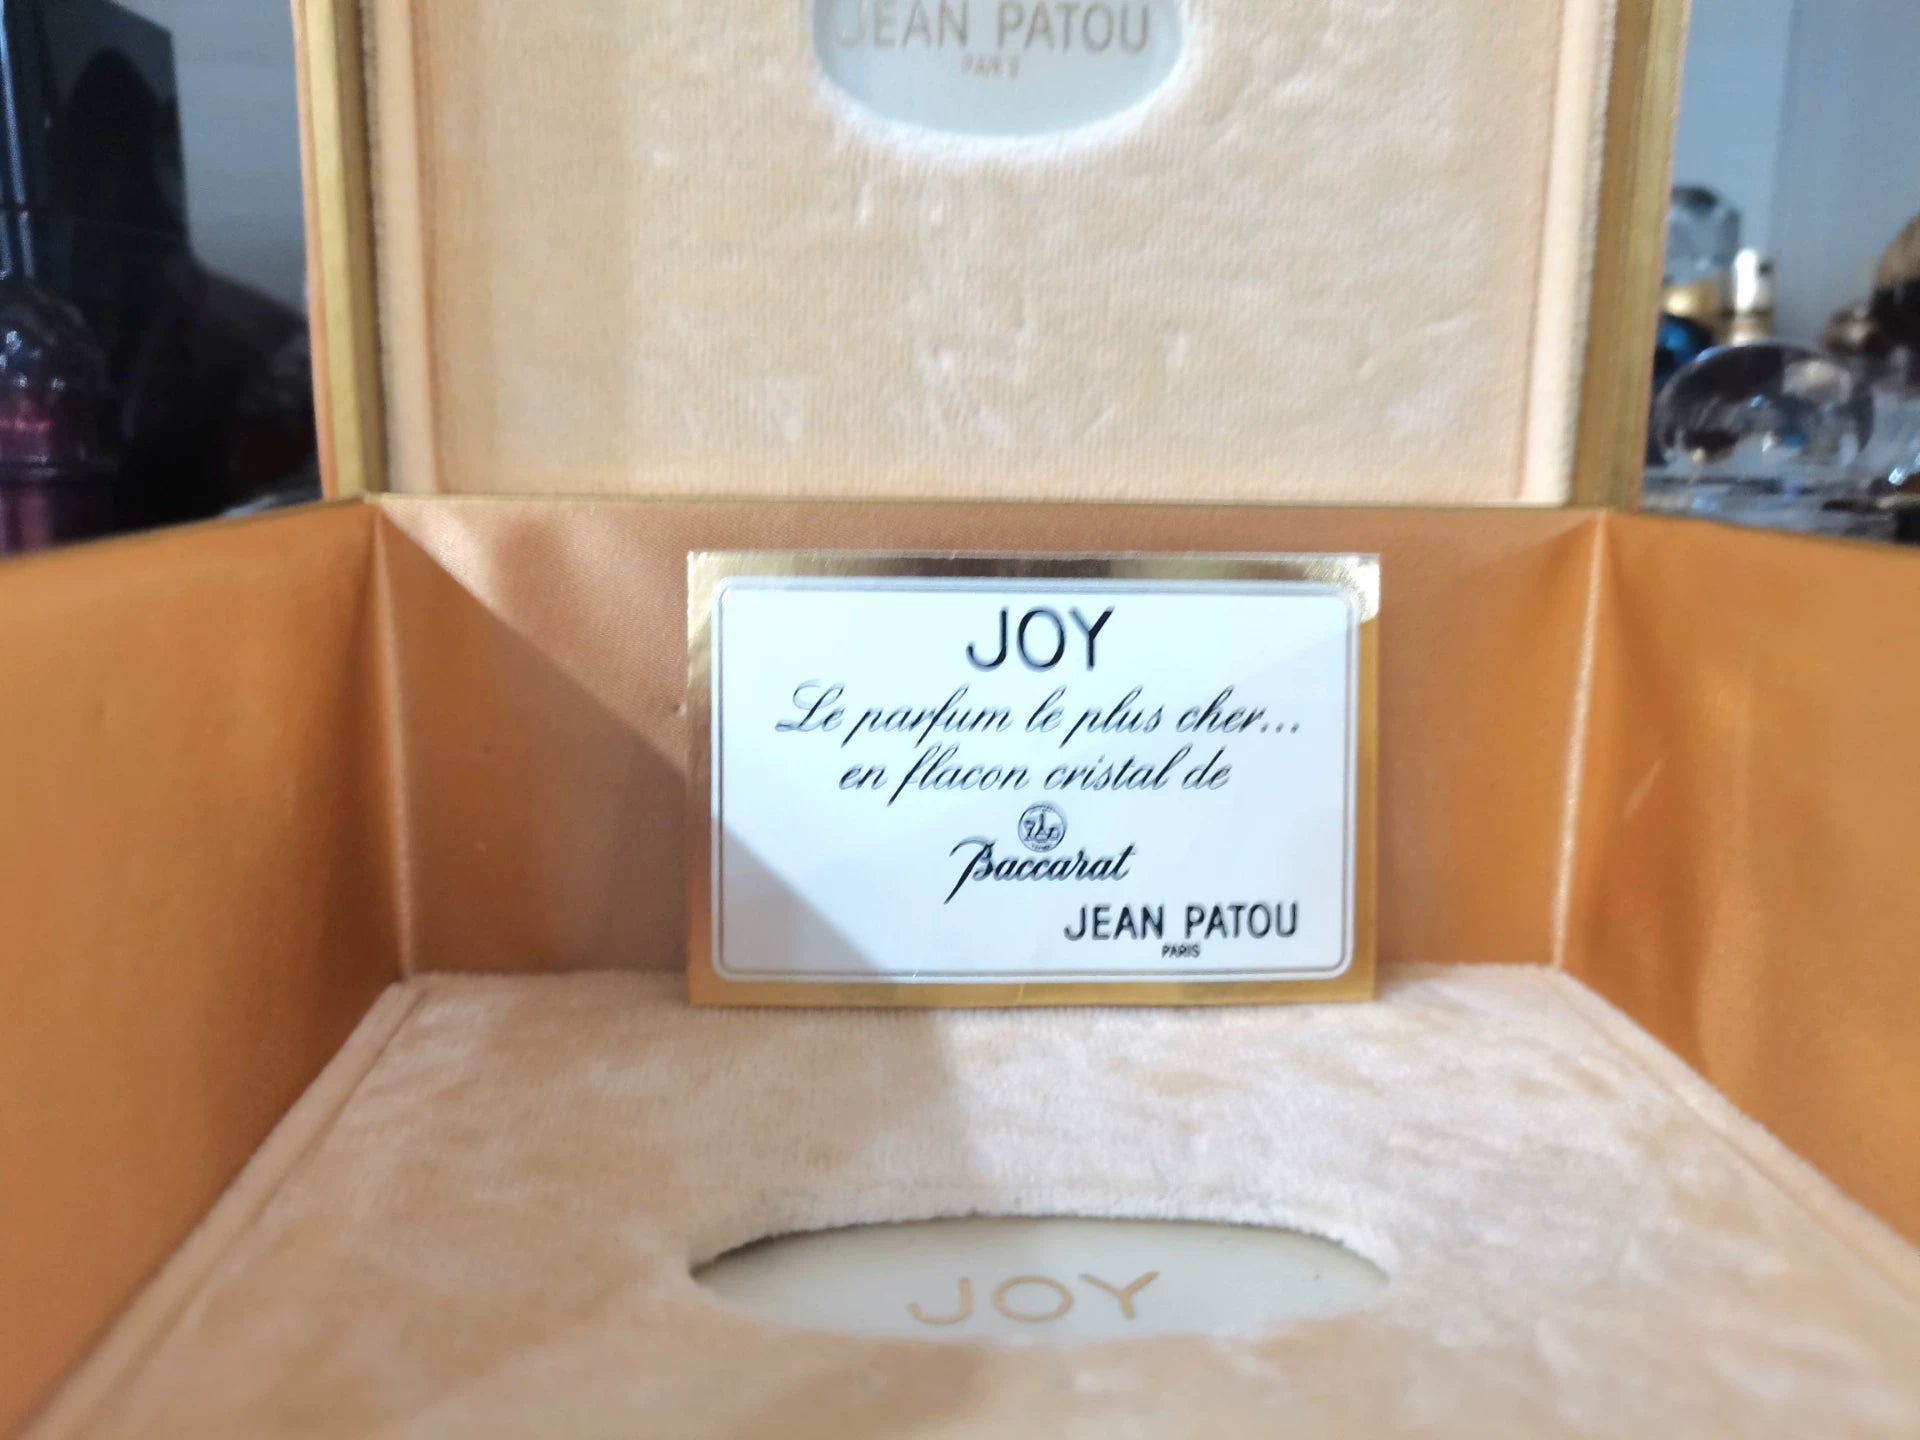 JEAN PATOU
PARIS
JOY
Le parfum le plus cher...
en flacon cristal de
Baccarat
JEAN PATOU
PARIS
JOY